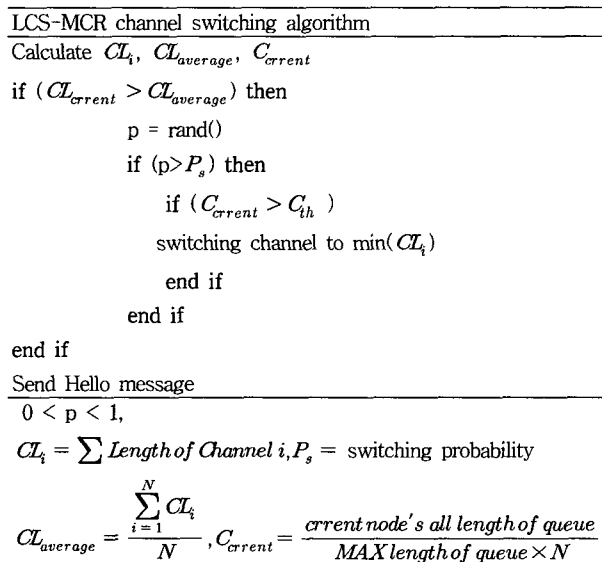 LCS-MCR channel switching algorithm
Calculate CL_i, CL_average, C_crrent
if (CL_crrent > CL_average) then
p = rand()
if (p>P_s) then
if (C_crrent > C_th )
switching channel to min(CL_i)
end if
end if
end if
Send Hello message
0 < p < 1,
CL_i = ∑ Length of Channel i, P_s = switching probability
CL_average = \frac{\sum_{i=1}^{N} CL_i}{N} , C_crrent = \frac{crrent node's all length of queue}{MAX length of queue × N}